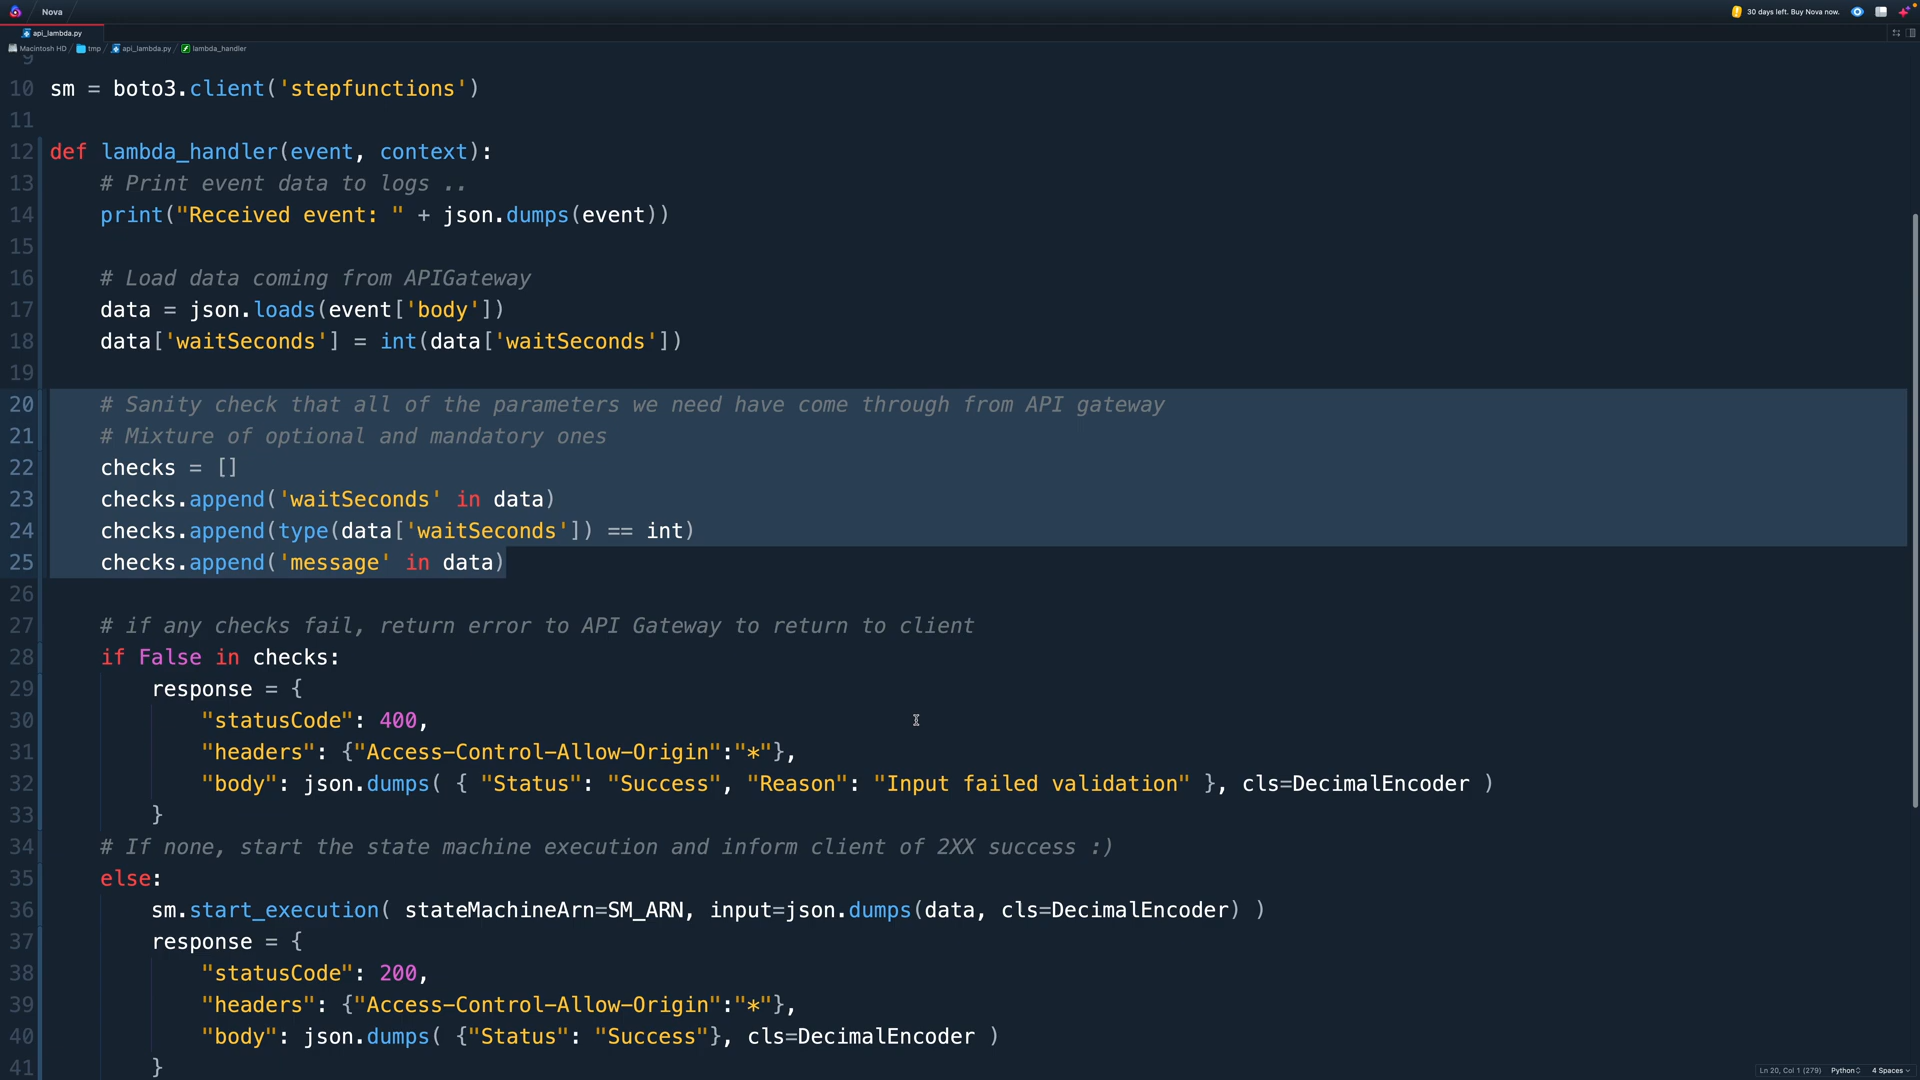 Nova
30 days left. Buy Nova now.
api_lambda.py
Macintosh HD tmp api_lambda.py lambda_handler
9
10 sm = boto3.client('stepfunctions')
11
12 def lambda_handler(event, context):
13     # Print event data to logs ..
14     print("Received event: " + json.dumps(event))
15
16     # Load data coming from APIGateway
17     data = json.loads(event['body'])
18     data['waitSeconds'] = int(data['waitSeconds'])
19
20     # Sanity check that all of the parameters we need have come through from API gateway
21     # Mixture of optional and mandatory ones
22     checks = []
23     checks.append('waitSeconds' in data)
24     checks.append(type(data['waitSeconds']) == int)
25     checks.append('message' in data)
26
27     # if any checks fail, return error to API Gateway to return to client
28     if False in checks:
29         response = {
30             "statusCode": 400,
31             "headers": {"Access-Control-Allow-Origin":"*"},
32             "body": json.dumps( { "Status": "Success", "Reason": "Input failed validation" }, cls=DecimalEncoder )
33         }
34     # If none, start the state machine execution and inform client of 2XX success :)
35     else:
36         sm.start_execution( stateMachineArn=SM_ARN, input=json.dumps(data, cls=DecimalEncoder) )
37         response = {
38             "statusCode": 200,
39             "headers": {"Access-Control-Allow-Origin":"*"},
40             "body": json.dumps( {"Status": "Success"}, cls=DecimalEncoder )
41         }
Ln 20, Col 1 (279) Python 4 Spaces